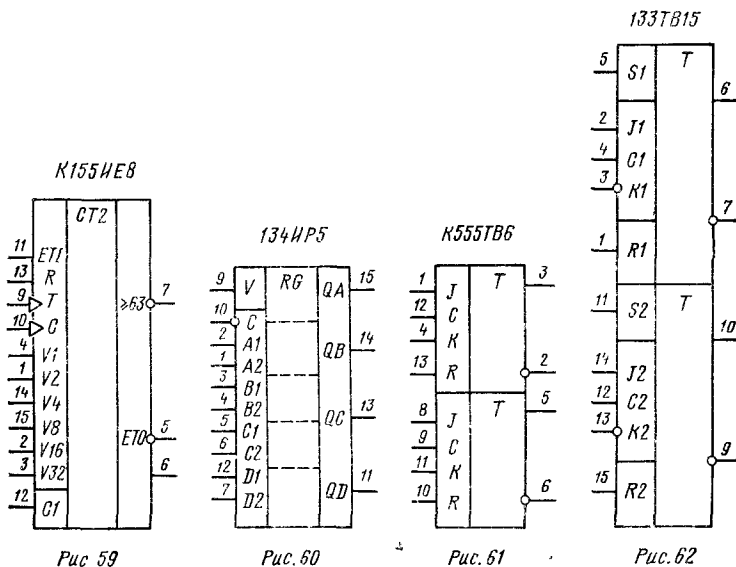 К155ИЕ8
CT2
11 ETI
13 R
9 T
10 C
4 V1
1 V2
14 V4
15 V8
2 V16
3 V32
12 C1
≥63 7
ET0 5
6
Рис 59
134ИР5
RG
9 V
10 C
2 A1
1 A2
3 B1
4 B2
5 C1
6 C2
12 D1
7 D2
QA 15
QB 14
QC 13
QD 11
Рис. 60
К555ТВ6
T
1 J
12 C
4 K
13 R
3
2
T
8 J
9 C
11 K
10 R
5
6
Рис. 61
133ТВ15
T
5 S1
2 J1
4 C1
3 K1
1 R1
6
7
T
11 S2
14 J2
12 C2
13 K2
15 R2
10
9
Рис. 62